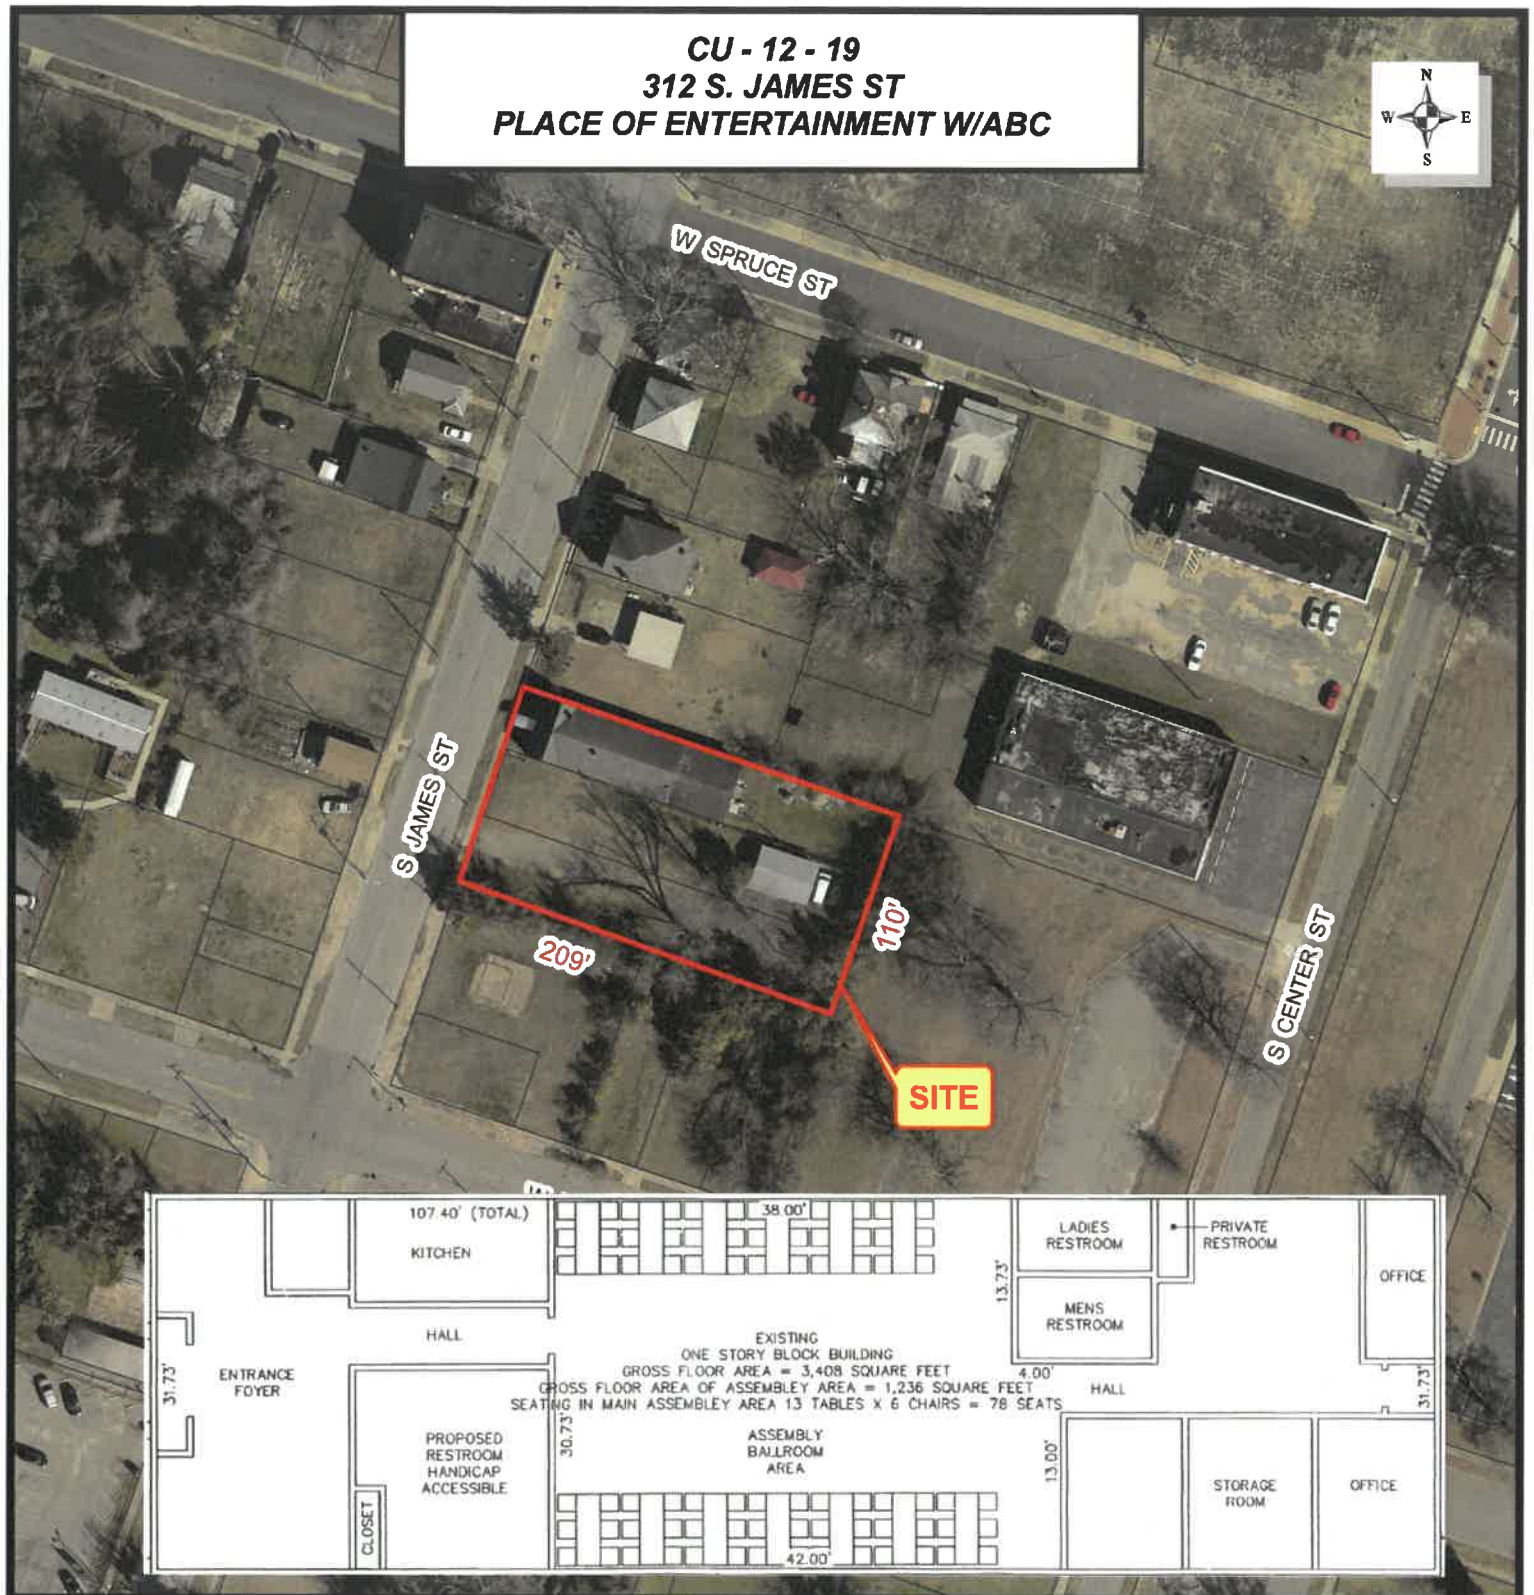 CU - 12 - 19
312 S. JAMES ST
PLACE OF ENTERTAINMENT W/ABC
N
W E
S
W SPRUCE ST
S JAMES ST
209'
110'
S CENTER ST
SITE
107.40' (TOTAL)
KITCHEN
38.00'
LADIES
RESTROOM
PRIVATE
RESTROOM
13.73'
MENS
RESTROOM
OFFICE
HALL
31.73'
ENTRANCE
FOYER
EXISTING
ONE STORY BLOCK BUILDING
GROSS FLOOR AREA = 3,408 SQUARE FEET
GROSS FLOOR AREA OF ASSEMBLEY AREA = 1,236 SQUARE FEET
SEATING IN MAIN ASSEMBLEY AREA 13 TABLES X 6 CHAIRS = 78 SEATS
4.00'
HALL
31.73'
PROPOSED
RESTROOM
HANDICAP
ACCESSIBLE
30.73'
ASSEMBLY
BALLROOM
AREA
13.00'
STORAGE
ROOM
OFFICE
CLOSET
42.00'